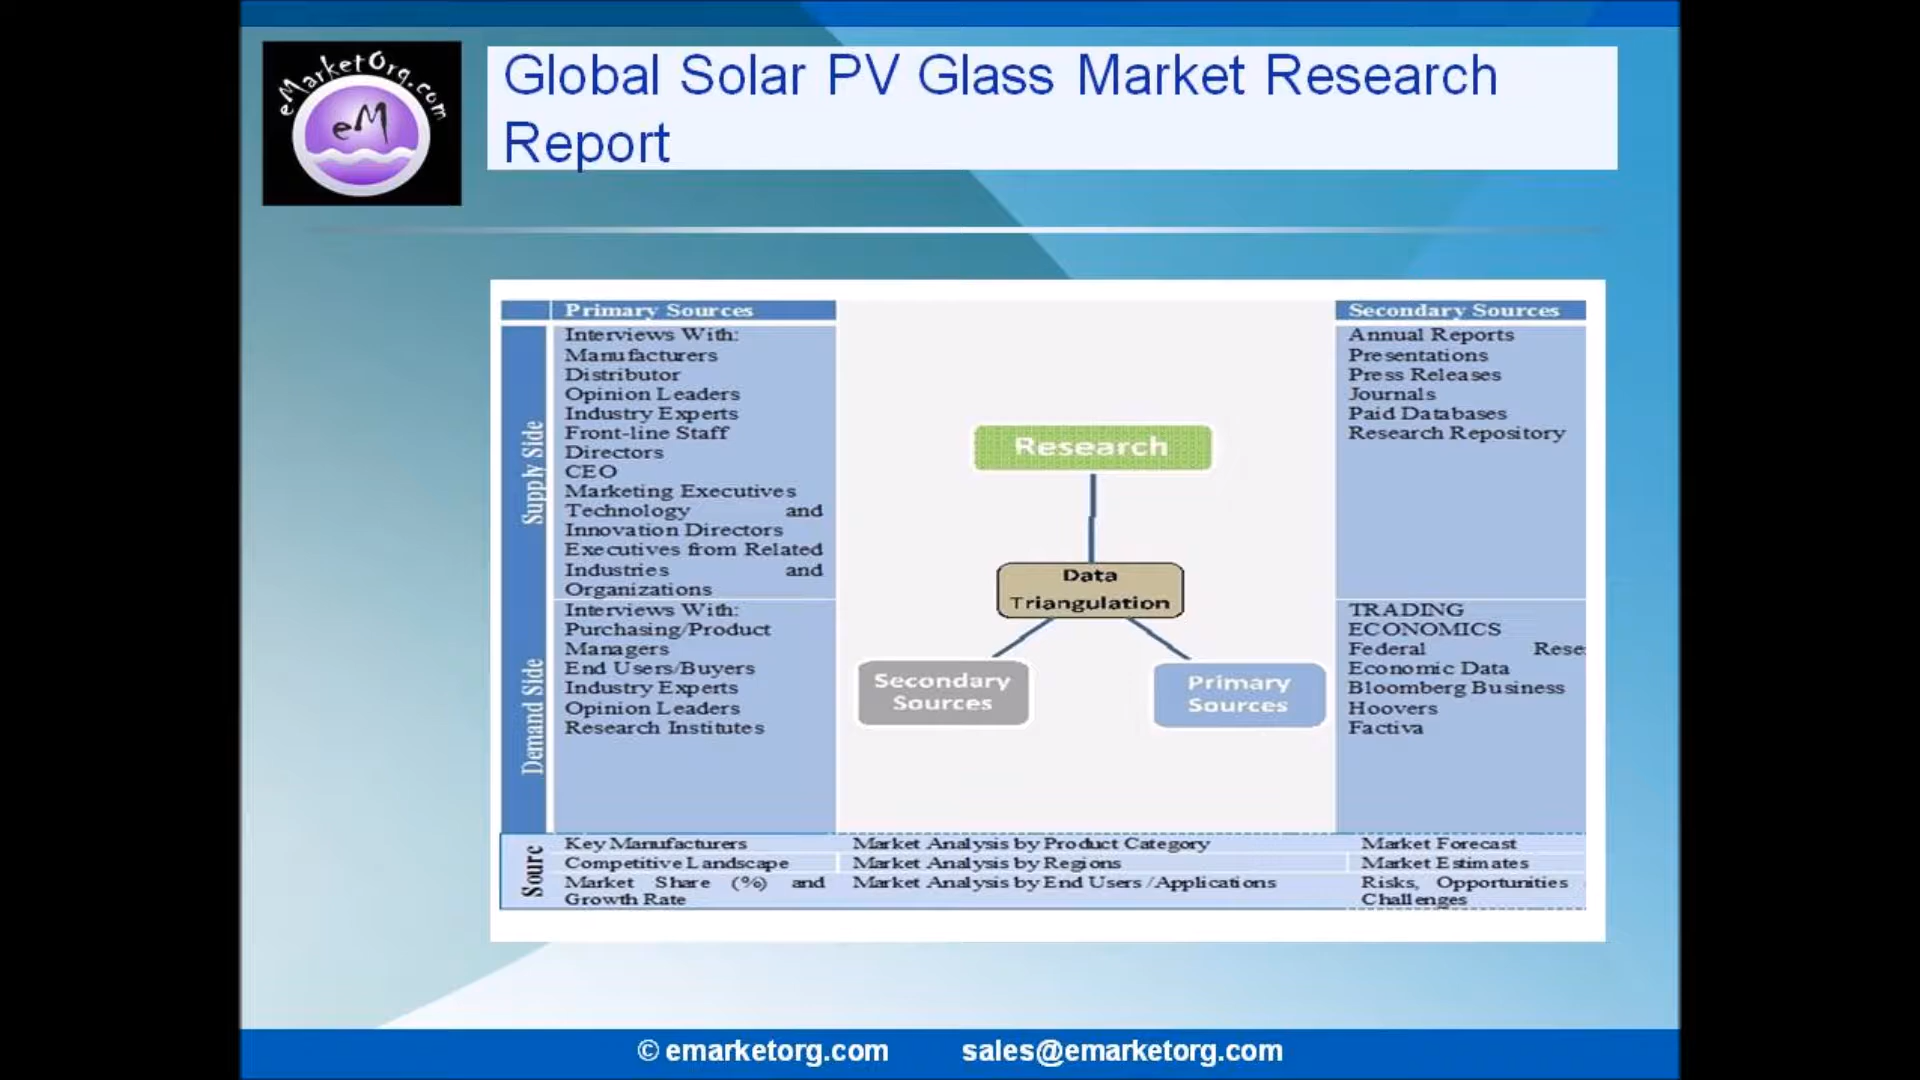 eMarketOrg.com
eM
Global Solar PV Glass Market Research
Report
Primary Sources
Supply Side
Interviews With:
Manufacturers
Distributor
Opinion Leaders
Industry Experts
Front-line Staff
Directors
CEO
Marketing Executives
Technology and
Innovation Directors
Executives from Related
Industries and
Organizations
Demand Side
Interviews With:
Purchasing/Product
Managers
End Users/Buyers
Industry Experts
Opinion Leaders
Research Institutes
Research
Data
Triangulation
Secondary
Sources
Primary
Sources
Secondary Sources
Annual Reports
Presentations
Press Releases
Journals
Paid Databases
Research Repository
TRADING
ECONOMICS
Federal Rese
Economic Data
Bloomberg Business
Hoovers
Factiva
Sourc
Key Manufacturers
Competitive Landscape
Market Share (%) and
Growth Rate
Market Analysis by Product Category
Market Analysis by Regions
Market Analysis by End Users /Applications
Market Forecast
Market Estimates
Risks, Opportunities
Challenges
© emarketorg.com sales@emarketorg.com